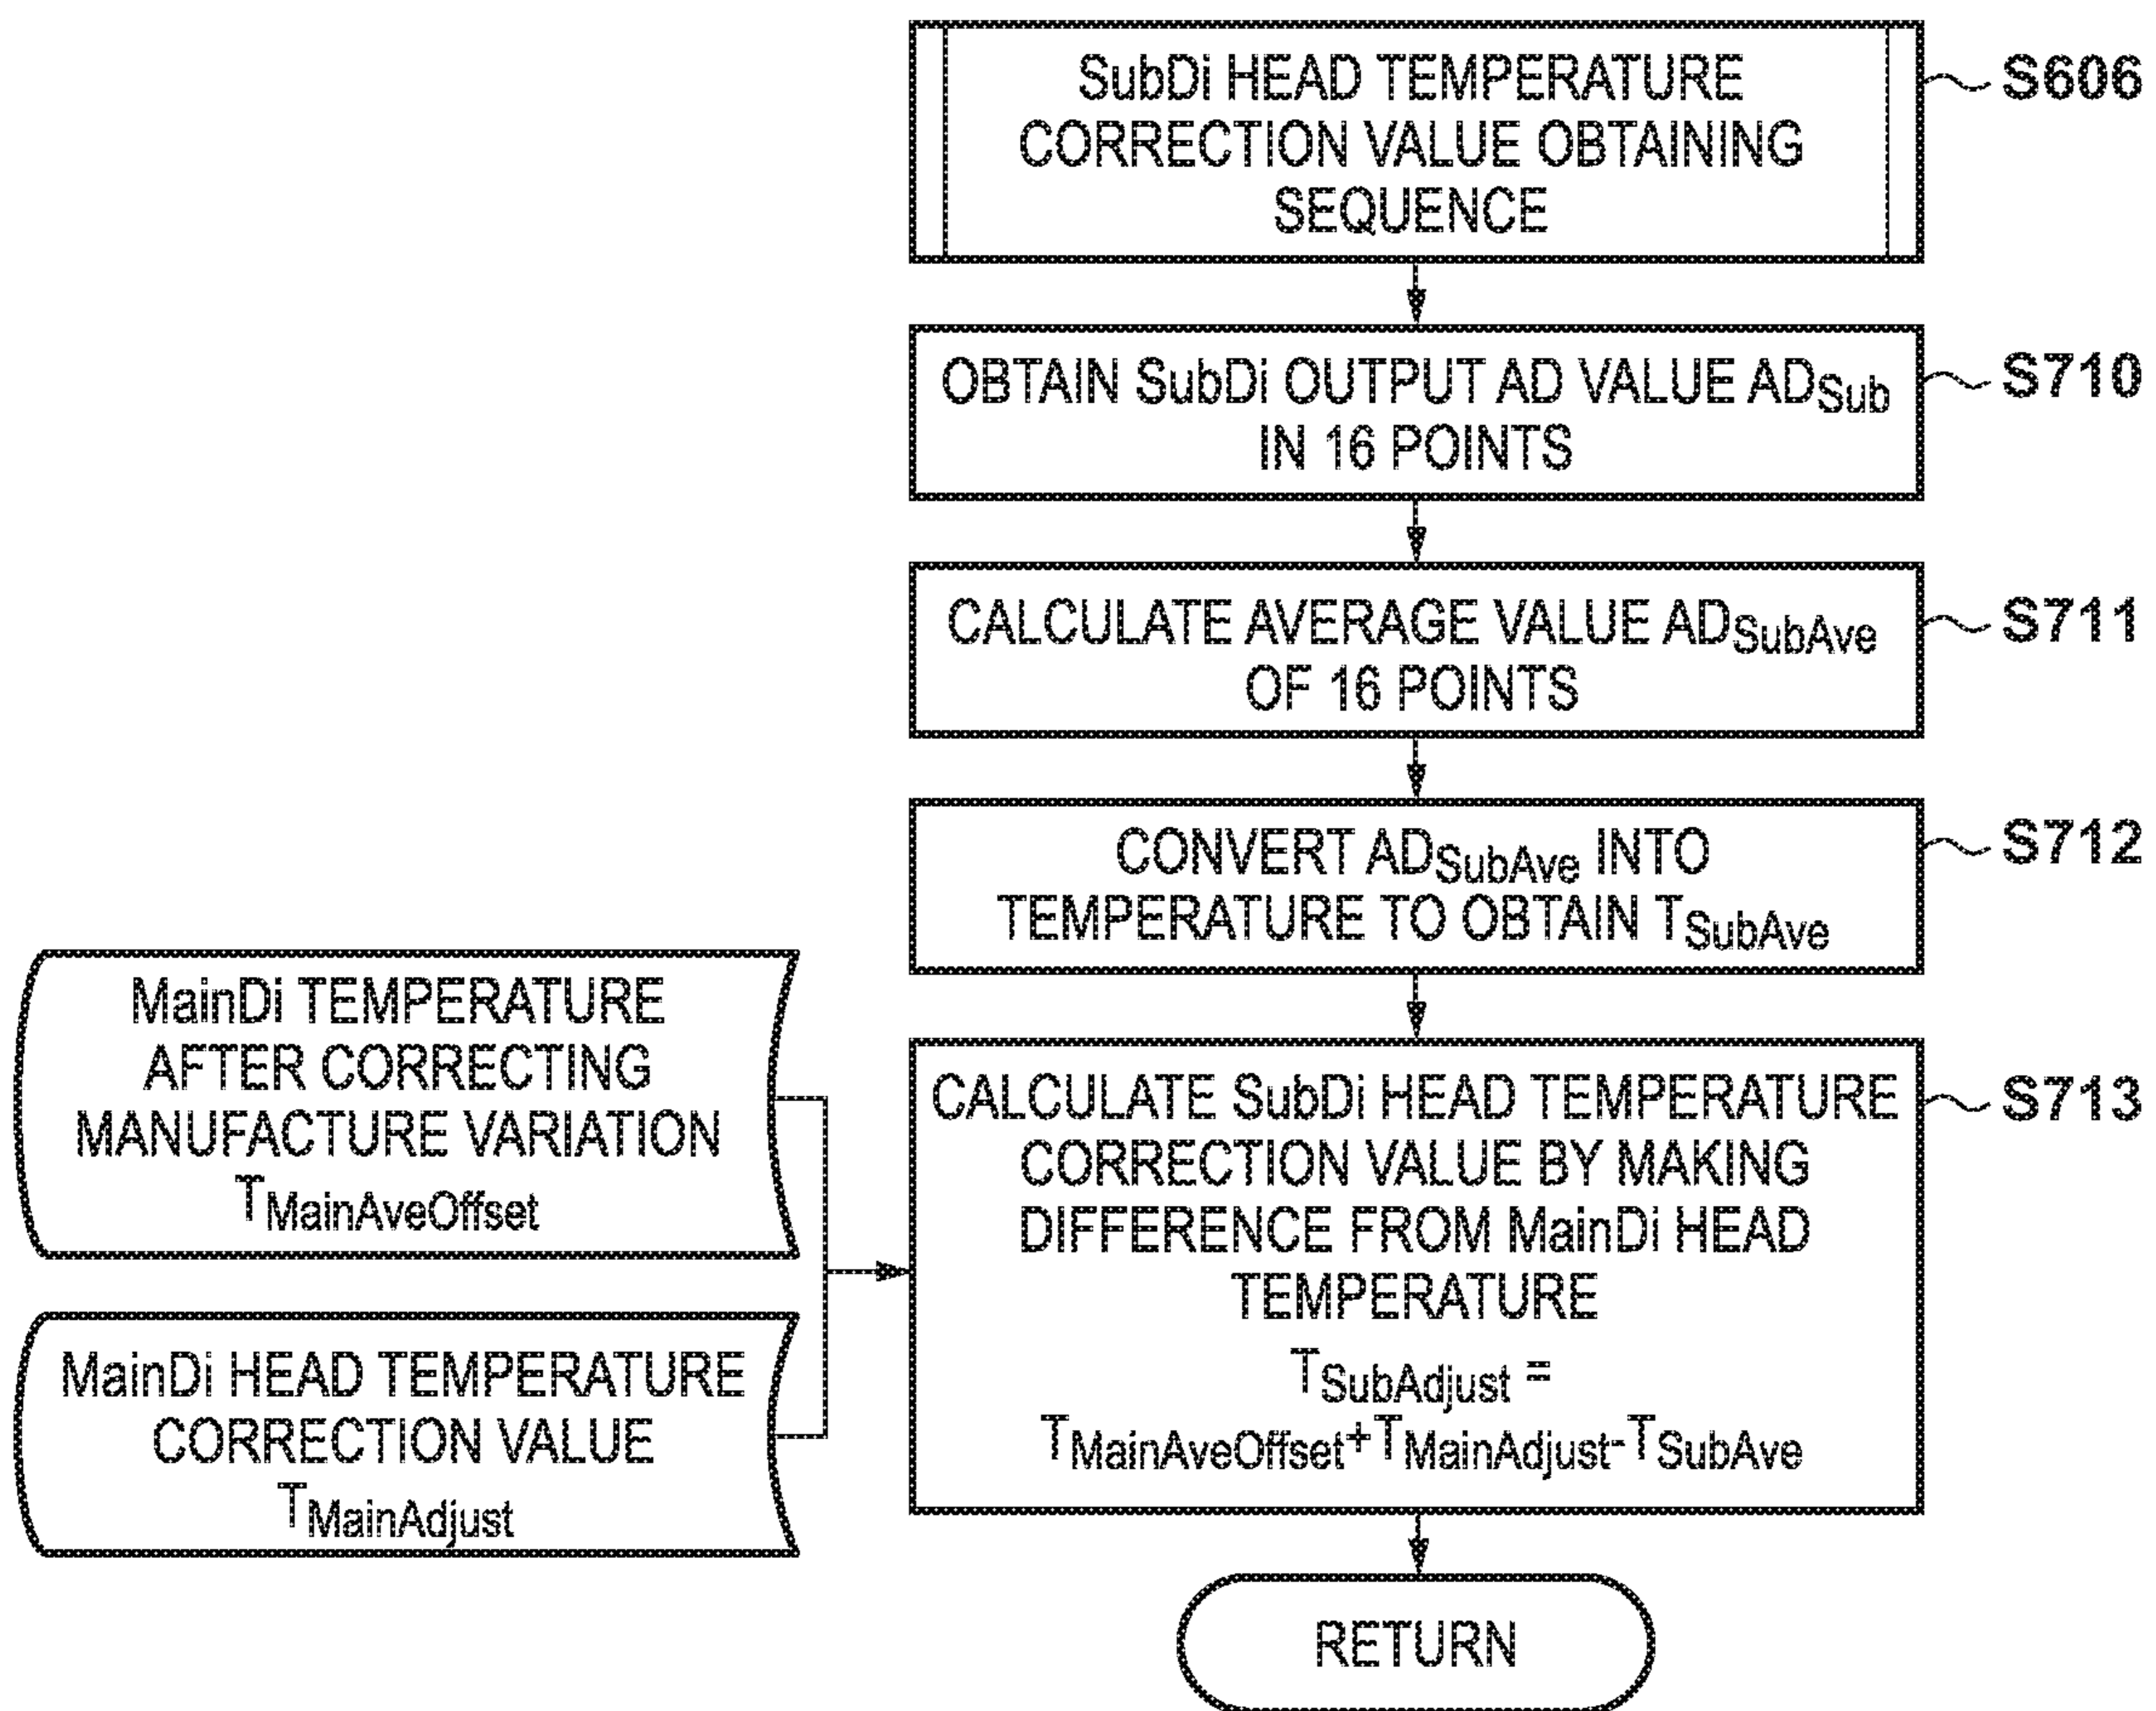 SubDi HEAD TEMPERATURE
CORRECTION VALUE OBTAINING
SEQUENCE
S606
OBTAIN SubDi OUTPUT AD VALUE ADSub
IN 16 POINTS
S710
CALCULATE AVERAGE VALUE ADSubAve
OF 16 POINTS
S711
CONVERT ADSubAve INTO
TEMPERATURE TO OBTAIN TSubAve
S712
MainDi TEMPERATURE
AFTER CORRECTING
MANUFACTURE VARIATION
TMainAveOffset
MainDi HEAD TEMPERATURE
CORRECTION VALUE
TMainAdjust
CALCULATE SubDi HEAD TEMPERATURE
CORRECTION VALUE BY MAKING
DIFFERENCE FROM MainDi HEAD
TEMPERATURE
TSubAdjust =
TMainAveOffset+TMainAdjust-TSubAve
S713
RETURN